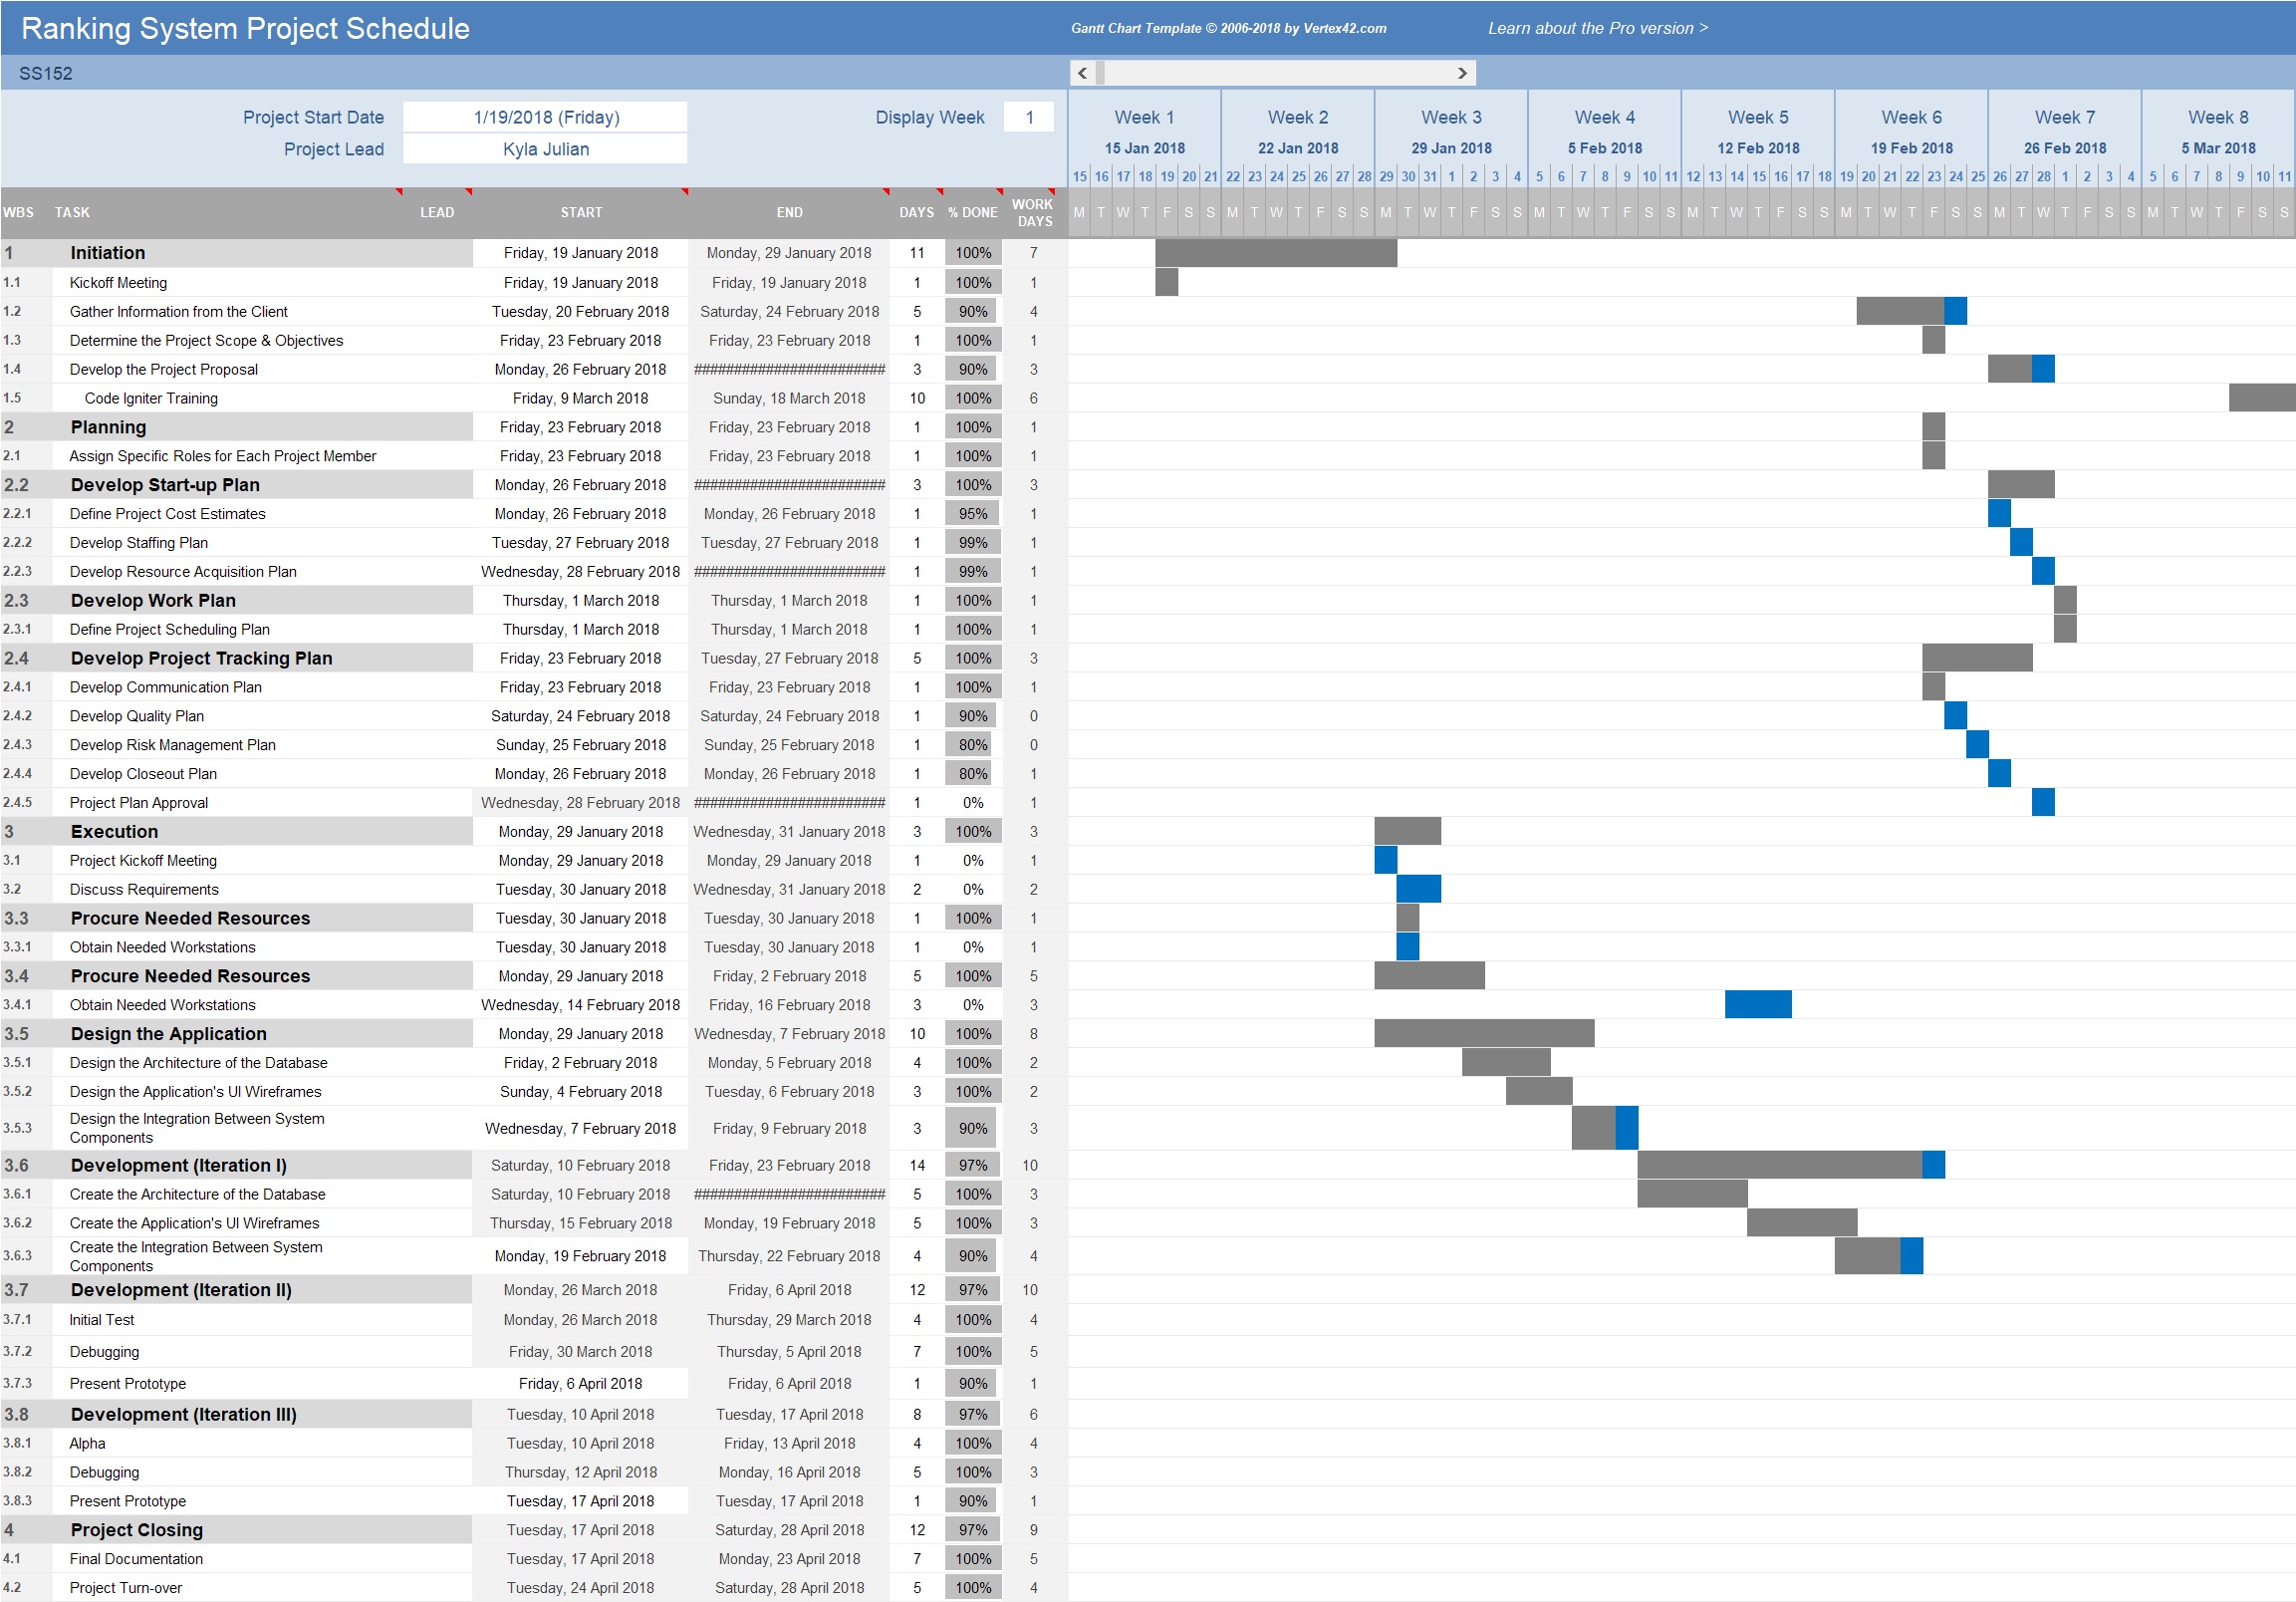 Ranking System Project Schedule
Gantt Chart Template © 2006-2018 by Vertex42.com
Learn about the Pro version >
SS152
Project Start Date 1/19/2018 (Friday) Display Week 1
Project Lead Kyla Julian
Week 1 Week 2 Week 3 Week 4 Week 5 Week 6 Week 7 Week 8
15 Jan 2018 22 Jan 2018 29 Jan 2018 5 Feb 2018 12 Feb 2018 19 Feb 2018 26 Feb 2018 5 Mar 2018
15 16 17 18 19 20 21 22 23 24 25 26 27 28 29 30 31 1 2 3 4 5 6 7 8 9 10 11 12 13 14 15 16 17 18 19 20 21 22 23 24 25 26 27 28 1 2 3 4 5 6 7 8 9 10 11
WBS TASK LEAD START END DAYS % DONE WORK DAYS M T W T F S S M T W T F S S M T W T F S S M T W T F S S M T W T F S S M T W T F S S M T W T F S S M T W T F S S
1 Initiation Friday, 19 January 2018 Monday, 29 January 2018 11 100% 7
1.1 Kickoff Meeting Friday, 19 January 2018 Friday, 19 January 2018 1 100% 1
1.2 Gather Information from the Client Tuesday, 20 February 2018 Saturday, 24 February 2018 5 90% 4
1.3 Determine the Project Scope & Objectives Friday, 23 February 2018 Friday, 23 February 2018 1 100% 1
1.4 Develop the Project Proposal Monday, 26 February 2018 ######################## 3 90% 3
1.5 Code Igniter Training Friday, 9 March 2018 Sunday, 18 March 2018 10 100% 6
2 Planning Friday, 23 February 2018 Friday, 23 February 2018 1 100% 1
2.1 Assign Specific Roles for Each Project Member Friday, 23 February 2018 Friday, 23 February 2018 1 100% 1
2.2 Develop Start-up Plan Monday, 26 February 2018 ######################## 3 100% 3
2.2.1 Define Project Cost Estimates Monday, 26 February 2018 Monday, 26 February 2018 1 95% 1
2.2.2 Develop Staffing Plan Tuesday, 27 February 2018 Tuesday, 27 February 2018 1 99% 1
2.2.3 Develop Resource Acquisition Plan Wednesday, 28 February 2018 ######################## 1 99% 1
2.3 Develop Work Plan Thursday, 1 March 2018 Thursday, 1 March 2018 1 100% 1
2.3.1 Define Project Scheduling Plan Thursday, 1 March 2018 Thursday, 1 March 2018 1 100% 1
2.4 Develop Project Tracking Plan Friday, 23 February 2018 Tuesday, 27 February 2018 5 100% 3
2.4.1 Develop Communication Plan Friday, 23 February 2018 Friday, 23 February 2018 1 100% 1
2.4.2 Develop Quality Plan Saturday, 24 February 2018 Saturday, 24 February 2018 1 90% 0
2.4.3 Develop Risk Management Plan Sunday, 25 February 2018 Sunday, 25 February 2018 1 80% 0
2.4.4 Develop Closeout Plan Monday, 26 February 2018 Monday, 26 February 2018 1 80% 1
2.4.5 Project Plan Approval Wednesday, 28 February 2018 ######################## 1 0% 1
3 Execution Monday, 29 January 2018 Wednesday, 31 January 2018 3 100% 3
3.1 Project Kickoff Meeting Monday, 29 January 2018 Monday, 29 January 2018 1 0% 1
3.2 Discuss Requirements Tuesday, 30 January 2018 Wednesday, 31 January 2018 2 0% 2
3.3 Procure Needed Resources Tuesday, 30 January 2018 Tuesday, 30 January 2018 1 100% 1
3.3.1 Obtain Needed Workstations Tuesday, 30 January 2018 Tuesday, 30 January 2018 1 0% 1
3.4 Procure Needed Resources Monday, 29 January 2018 Friday, 2 February 2018 5 100% 5
3.4.1 Obtain Needed Workstations Wednesday, 14 February 2018 Friday, 16 February 2018 3 0% 3
3.5 Design the Application Monday, 29 January 2018 Wednesday, 7 February 2018 10 100% 8
3.5.1 Design the Architecture of the Database Friday, 2 February 2018 Monday, 5 February 2018 4 100% 2
3.5.2 Design the Application's UI Wireframes Sunday, 4 February 2018 Tuesday, 6 February 2018 3 100% 2
3.5.3 Design the Integration Between System Components Wednesday, 7 February 2018 Friday, 9 February 2018 3 90% 3
3.6 Development (Iteration I) Saturday, 10 February 2018 Friday, 23 February 2018 14 97% 10
3.6.1 Create the Architecture of the Database Saturday, 10 February 2018 ######################## 5 100% 3
3.6.2 Create the Application's UI Wireframes Thursday, 15 February 2018 Monday, 19 February 2018 5 100% 3
3.6.3 Create the Integration Between System Components Monday, 19 February 2018 Thursday, 22 February 2018 4 90% 4
3.7 Development (Iteration II) Monday, 26 March 2018 Friday, 6 April 2018 12 97% 10
3.7.1 Initial Test Monday, 26 March 2018 Thursday, 29 March 2018 4 100% 4
3.7.2 Debugging Friday, 30 March 2018 Thursday, 5 April 2018 7 100% 5
3.7.3 Present Prototype Friday, 6 April 2018 Friday, 6 April 2018 1 90% 1
3.8 Development (Iteration III) Tuesday, 10 April 2018 Tuesday, 17 April 2018 8 97% 6
3.8.1 Alpha Tuesday, 10 April 2018 Friday, 13 April 2018 4 100% 4
3.8.2 Debugging Thursday, 12 April 2018 Monday, 16 April 2018 5 100% 3
3.8.3 Present Prototype Tuesday, 17 April 2018 Tuesday, 17 April 2018 1 90% 1
4 Project Closing Tuesday, 17 April 2018 Saturday, 28 April 2018 12 97% 9
4.1 Final Documentation Tuesday, 17 April 2018 Monday, 23 April 2018 7 100% 5
4.2 Project Turn-over Tuesday, 24 April 2018 Saturday, 28 April 2018 5 100% 4